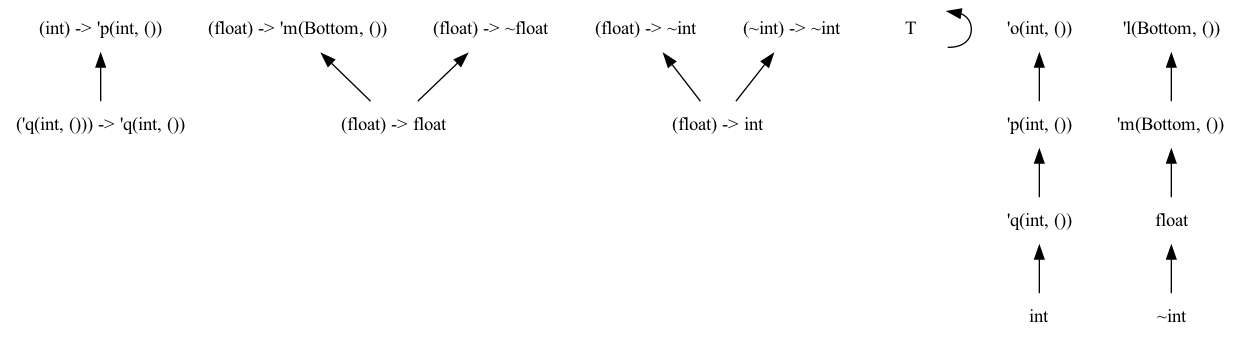 (int) -> 'p(int, ()) (float) -> 'm(Bottom, ()) (float) -> ~float (float) -> ~int (~int) -> ~int T 'o(int, ()) 'l(Bottom, ())
('q(int, ())) -> 'q(int, ()) (float) -> float (float) -> int 'p(int, ()) 'm(Bottom, ())
'q(int, ()) float
int ~int